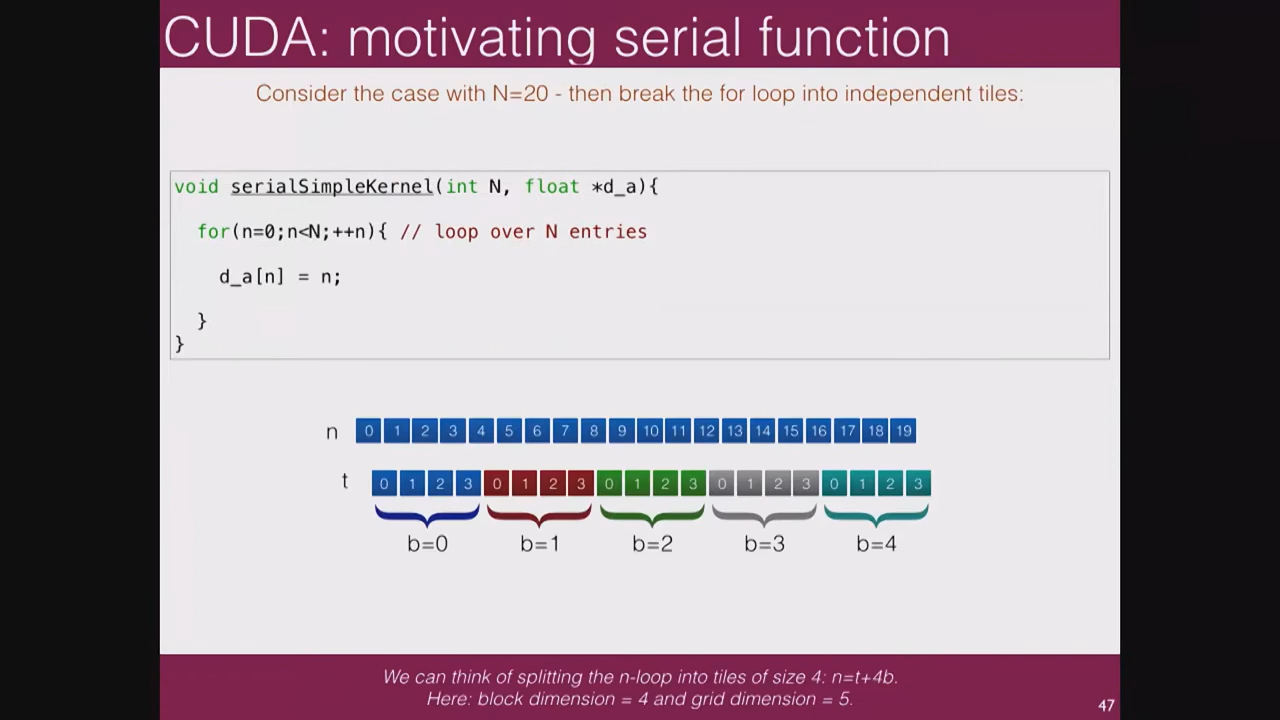 CUDA: motivating serial function
Consider the case with N=20 - then break the for loop into independent tiles:
void serialSimpleKernel(int N, float *d_a){
for(n=0;n<N;++n){ // loop over N entries
d_a[n] = n;
}
}
n 0 1 2 3 4 5 6 7 8 9 10 11 12 13 14 15 16 17 18 19
t 0 1 2 3 0 1 2 3 0 1 2 3 0 1 2 3 0 1 2 3
b=0 b=1 b=2 b=3 b=4
We can think of splitting the n-loop into tiles of size 4: n=t+4b.
Here: block dimension = 4 and grid dimension = 5.
47